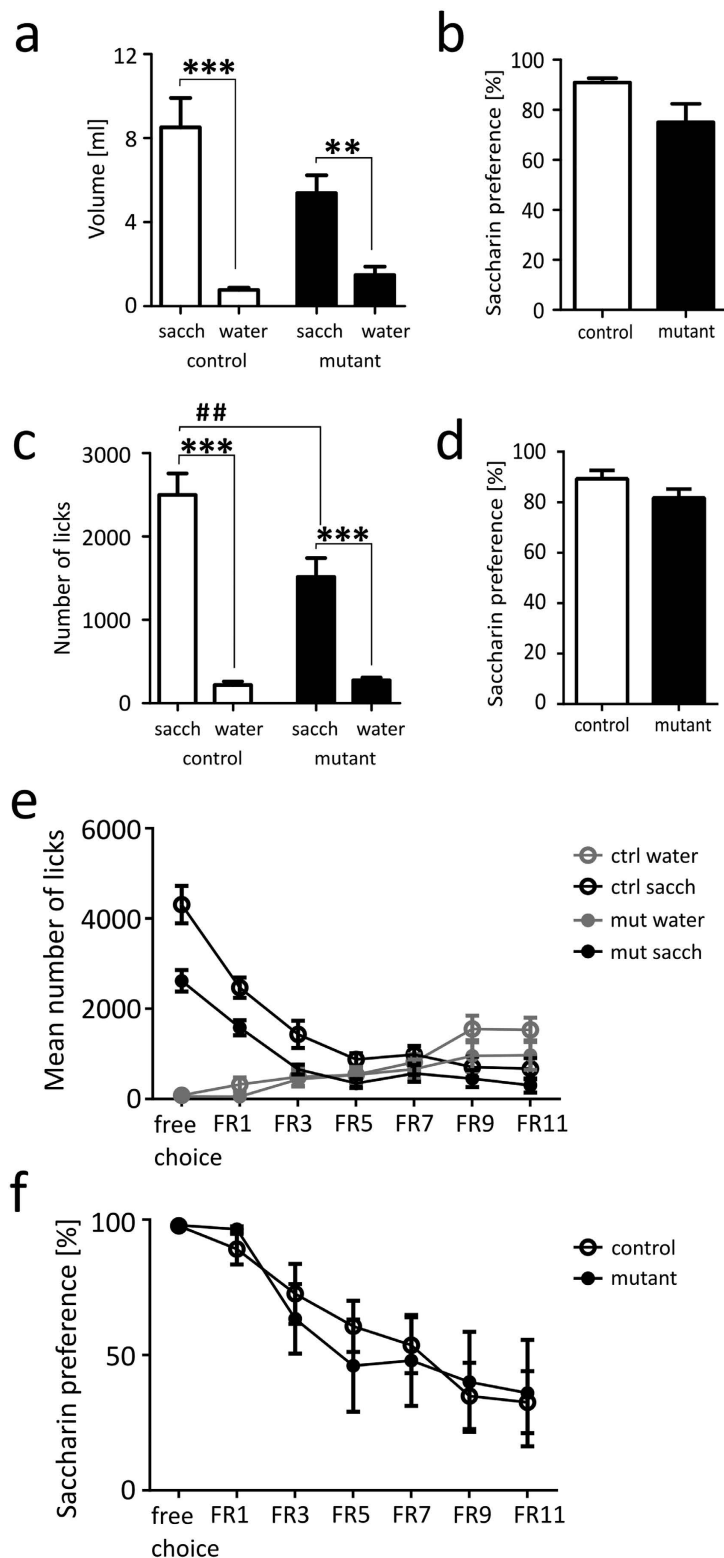 a
12
8
4
0
Volume [ml]
***
**
sacch water sacch water
control mutant
b
100
80
60
40
20
0
Saccharin preference [%]
control mutant
c
3000
2000
1000
0
Number of licks
##
***
***
sacch water sacch water
control mutant
d
100
80
60
40
20
0
Saccharin preference [%]
control mutant
e
6000
4000
2000
0
Mean number of licks
ctrl water
ctrl sacch
mut water
mut sacch
free FR1 FR3 FR5 FR7 FR9 FR11
choice
f
100
50
0
Saccharin preference [%]
control
mutant
free FR1 FR3 FR5 FR7 FR9 FR11
choice